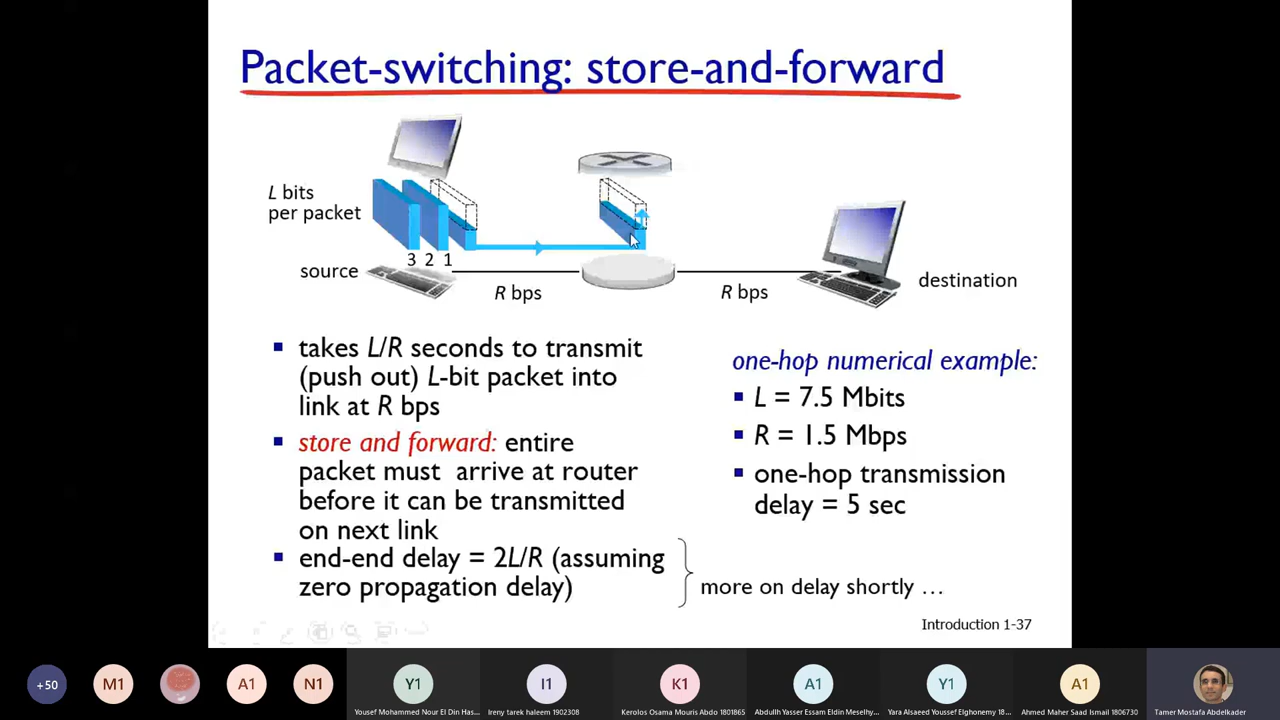 Packet-switching: store-and-forward
L bits
per packet
3 2 1
source
R bps
R bps
destination
takes L/R seconds to transmit
(push out) L-bit packet into
link at R bps
store and forward: entire
packet must arrive at router
before it can be transmitted
on next link
end-end delay = 2L/R (assuming
zero propagation delay)
one-hop numerical example:
L = 7.5 Mbits
R = 1.5 Mbps
one-hop transmission
delay = 5 sec
more on delay shortly …
Introduction 1-37
+50
M1
A1
N1
Y1
I1
K1
A1
Y1
A1
Yousef Mohammed Nour El Din Has...
Ireny tarek haleem 1902308
Kerolos Osama Mouris Abdo 1801865
Abdullh Yasser Essam Eldin Meselhy...
Yara Alsaeed Youssef Elghonemy 18...
Ahmed Maher Saad Ismail 1806730
Tamer Mostafa Abdelkader